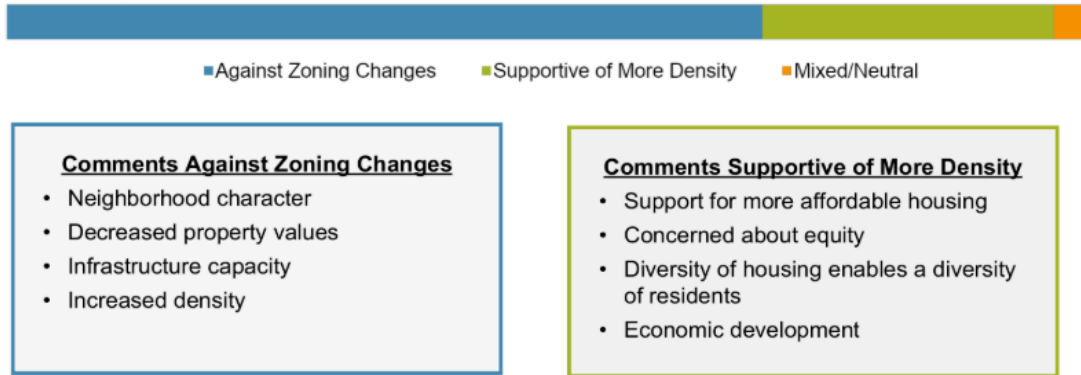 Against Zoning Changes Supportive of More Density Mixed/Neutral
Comments Against Zoning Changes
• Neighborhood character
• Decreased property values
• Infrastructure capacity
• Increased density
Comments Supportive of More Density
• Support for more affordable housing
• Concerned about equity
• Diversity of housing enables a diversity
of residents
• Economic development